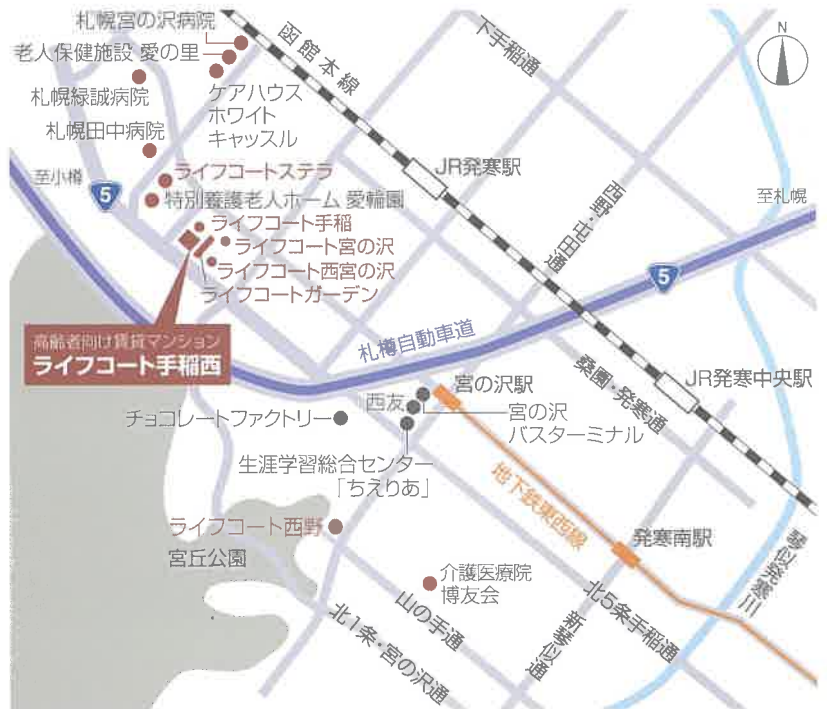 札幌宮の沢病院
老人保健施設 愛の里
札幌緑誠病院
ケアハウス
ホワイト
キャッスル
札幌田中病院
函館本線
下手稲通
N
JR発寒駅
至小樽
5
ライフコートステラ
特別養護老人ホーム 愛輪園
西野・屯田通
至札幌
ライフコート手稲
ライフコート宮の沢
ライフコート西宮の沢
ライフコートガーデン
5
高齢者向け賃貸マンション
ライフコート手稲西
札樽自動車道
桑園・発寒通
JR発寒中央駅
宮の沢駅
西友
宮の沢
バスターミナル
チョコレートファクトリー
生涯学習総合センター
「ちえりあ」
地下鉄東西線
ライフコート西野
宮丘公園
発寒南駅
琴似発寒川
介護医療院
博友会
北5条手稲通
山の手通
新琴似通
北1条・宮の沢通